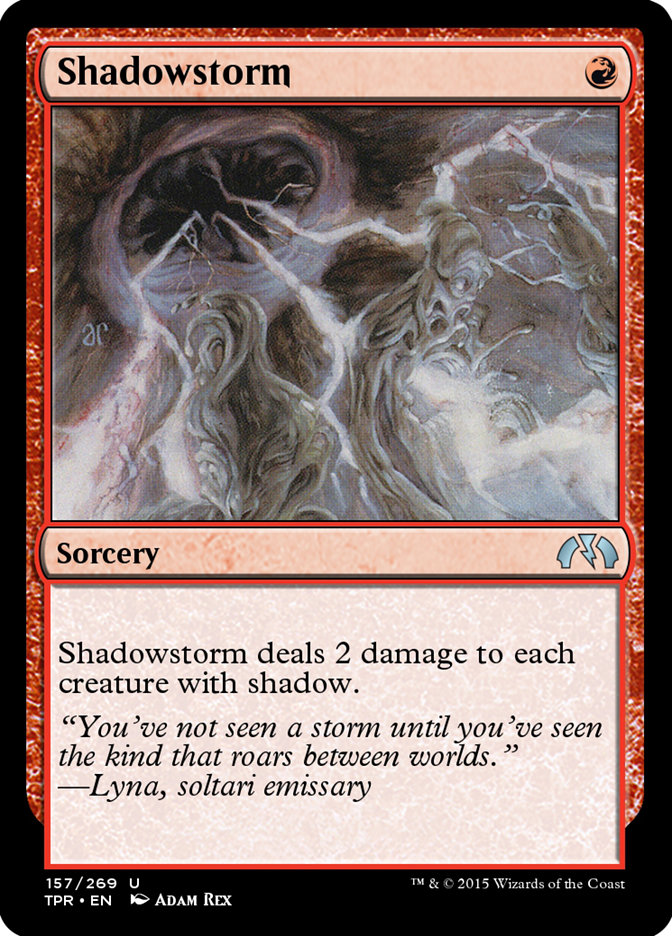 Shadowstorm
Sorcery
Shadowstorm deals 2 damage to each
creature with shadow.
“You’ve not seen a storm until you’ve seen
the kind that roars between worlds.”
—Lyna, soltari emissary
157/269 U
TPR • EN Adam Rex
™ & © 2015 Wizards of the Coast